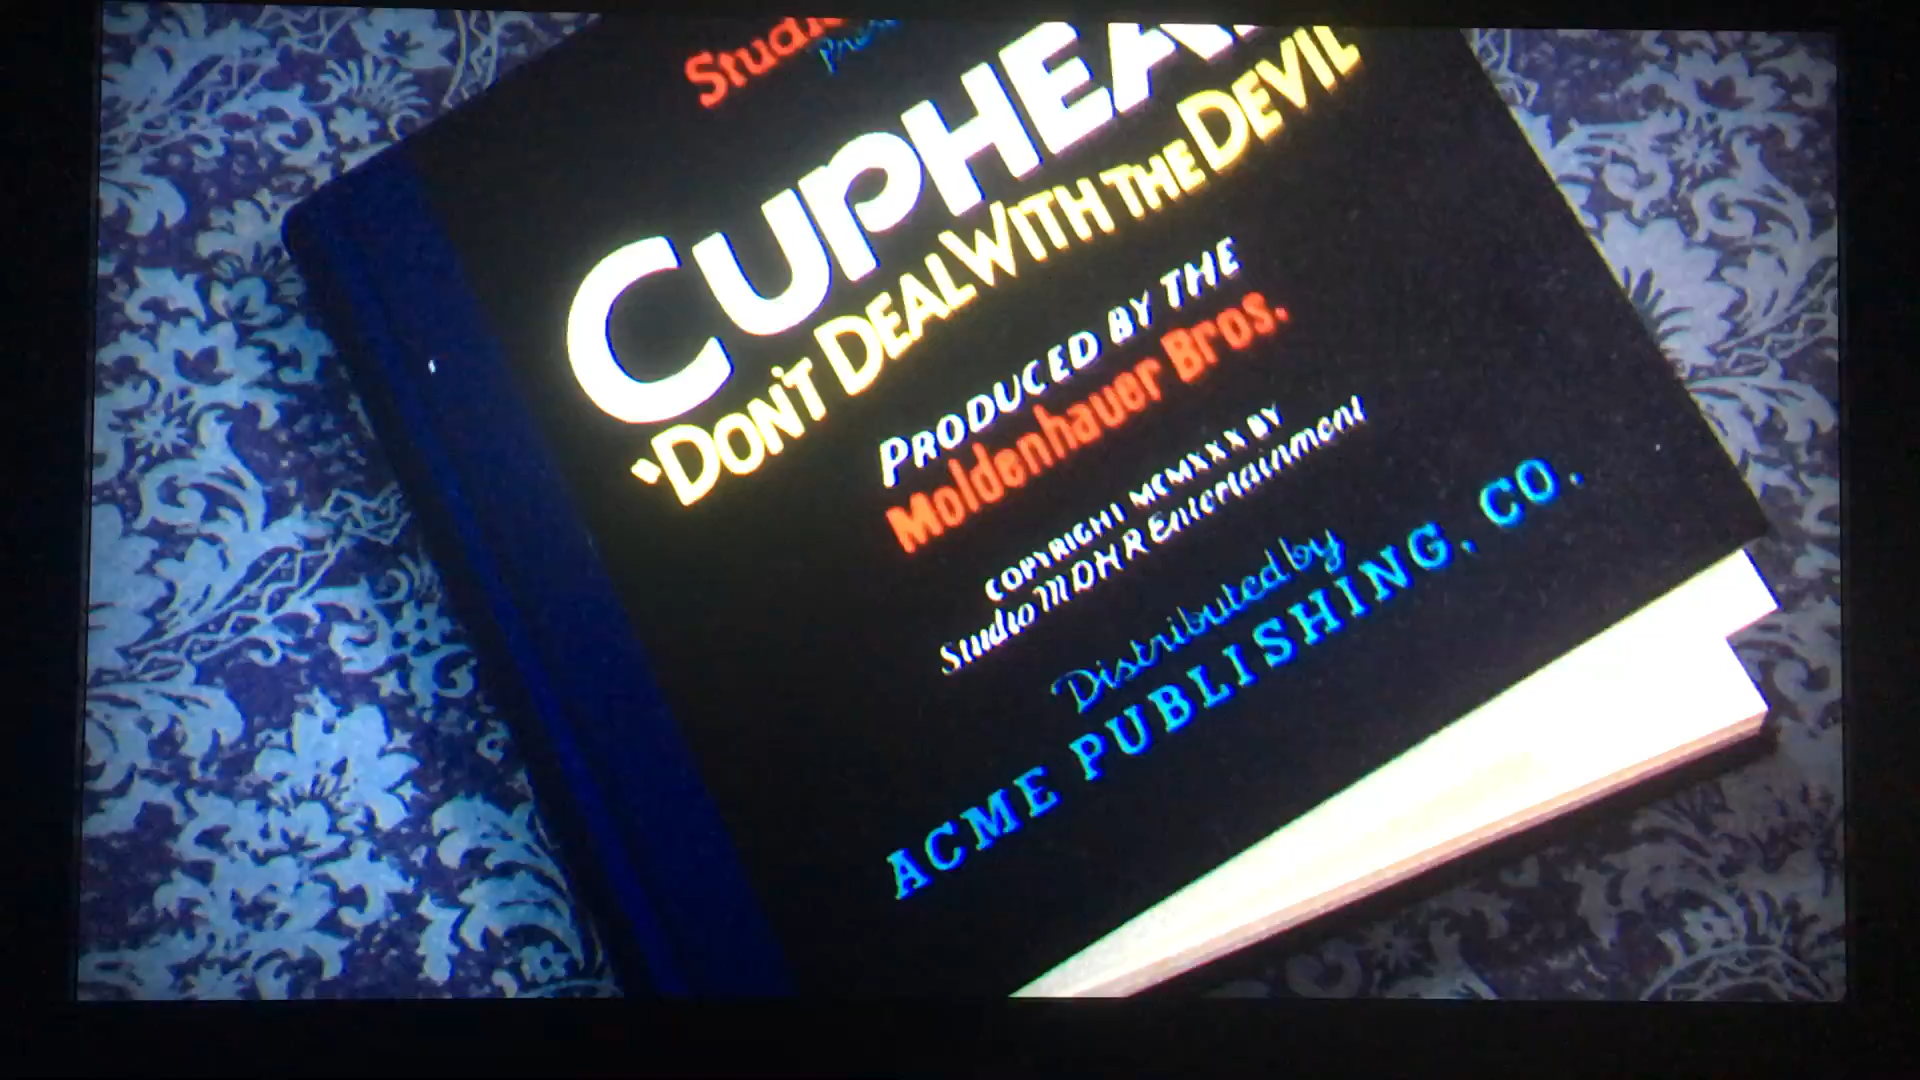 CUPHEA
"DON'T DEAL WITH THE DEVIL
PRODUCED BY THE
Moldenhauer Bros.
COPYRIGHT MCMXXX BY
Studio MDHR Entertainment
Distributed by
ACME PUBLISHING, CO.